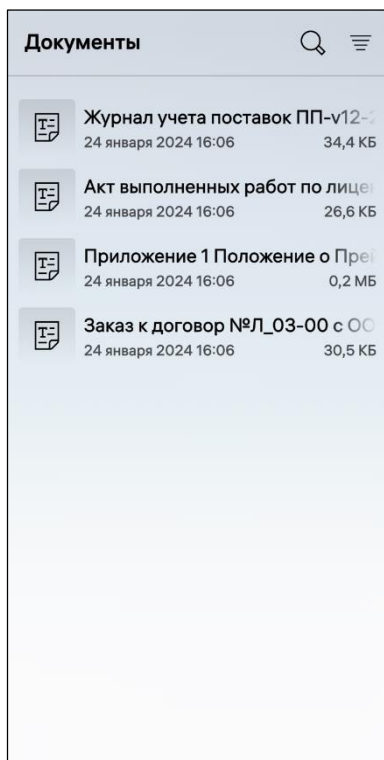 Документы
Журнал учета поставок ПП-v12-
24 января 2024 16:06 34,4 КБ
Акт выполненных работ по лице
24 января 2024 16:06 26,6 КБ
Приложение 1 Положение о Пре
24 января 2024 16:06 0,2 МБ
Заказ к договор №Л_03-00 с ОО
24 января 2024 16:06 30,5 КБ